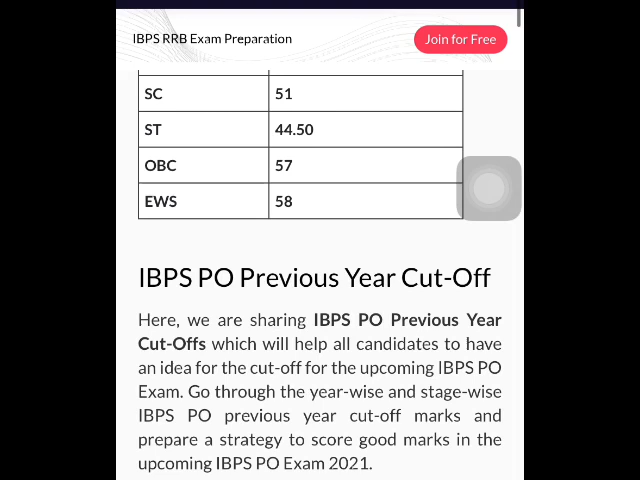 IBPS RRB Exam Preparation
Join for Free
SC 51
ST 44.50
OBC 57
EWS 58
IBPS PO Previous Year Cut-Off
Here, we are sharing IBPS PO Previous Year
Cut-Offs which will help all candidates to have
an idea for the cut-off for the upcoming IBPS PO
Exam. Go through the year-wise and stage-wise
IBPS PO previous year cut-off marks and
prepare a strategy to score good marks in the
upcoming IBPS PO Exam 2021.